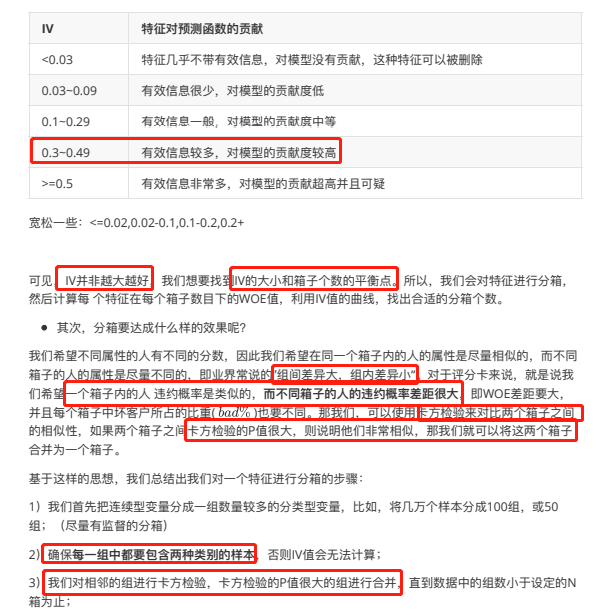 IV 特征对预测函数的贡献
<0.03 特征几乎不带有效信息，对模型没有贡献，这种特征可以被删除
0.03~0.09 有效信息很少，对模型的贡献度低
0.1~0.29 有效信息一般，对模型的贡献度中等
0.3~0.49 有效信息较多，对模型的贡献度较高
>=0.5 有效信息非常多，对模型的贡献超高并且可疑
宽松一些：<=0.02,0.02-0.1,0.1-0.2,0.2+
可见，IV并非越大越好，我们想要找到IV的大小和箱子个数的平衡点。所以，我们会对特征进行分箱，
然后计算每 个特征在每个箱子数目下的WOE值，利用IV值的曲线，找出合适的分箱个数。
● 其次，分箱要达成什么样的效果呢？
我们希望不同属性的人有不同的分数，因此我们希望在同一个箱子内的人的属性是尽量相似的，而不同
箱子的人的属性是尽量不同的，即业界常说的"组间差异大，组内差异小"。对于评分卡来说，就是说我
们希望一个箱子内的人 违约概率是类似的，而不同箱子的人的违约概率差距很大，即WOE差距要大，
并且每个箱子中坏客户所占的比重(bad%)也要不同。那我们，可以使用卡方检验来对比两个箱子之间
的相似性，如果两个箱子之间卡方检验的P值很大，则说明他们非常相似，那我们就可以将这两个箱子
合并为一个箱子。
基于这样的思想，我们总结出我们对一个特征进行分箱的步骤：
1）我们首先把连续型变量分成一组数量较多的分类型变量，比如，将几万个样本分成100组，或50
组；（尽量有监督的分箱）
2）确保每一组中都要包含两种类别的样本，否则IV值会无法计算；
3）我们对相邻的组进行卡方检验，卡方检验的P值很大的组进行合并，直到数据中的组数小于设定的N
箱为止；